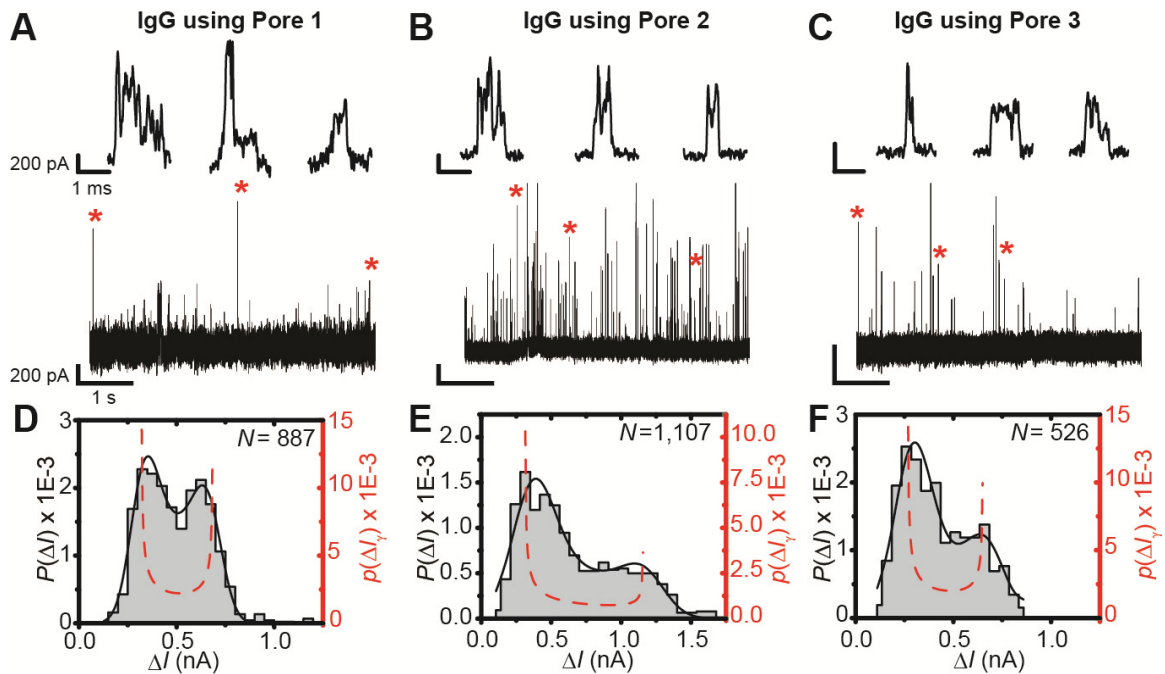 A IgG using Pore 1
B IgG using Pore 2
C IgG using Pore 3
200 pA
1 ms
*
*
*
*
*
*
*
*
*
200 pA
1 s
D
N= 887
3
2
1
0
P(ΔI) x 1E-3
15
10
5
0
p(ΔIγ) x 1E-3
0.0 0.5 1.0
ΔI (nA)
E
N=1,107
2.0
1.5
1.0
0.5
0.0
P(ΔI) x 1E-3
10.0
7.5
5.0
2.5
0.0
p(ΔIγ) x 1E-3
0.0 0.5 1.0 1.5
ΔI (nA)
F
N= 526
3
2
1
0
P(ΔI) x 1E-3
15
10
5
0
p(ΔIγ) x 1E-3
0.0 0.5 1.0
ΔI (nA)